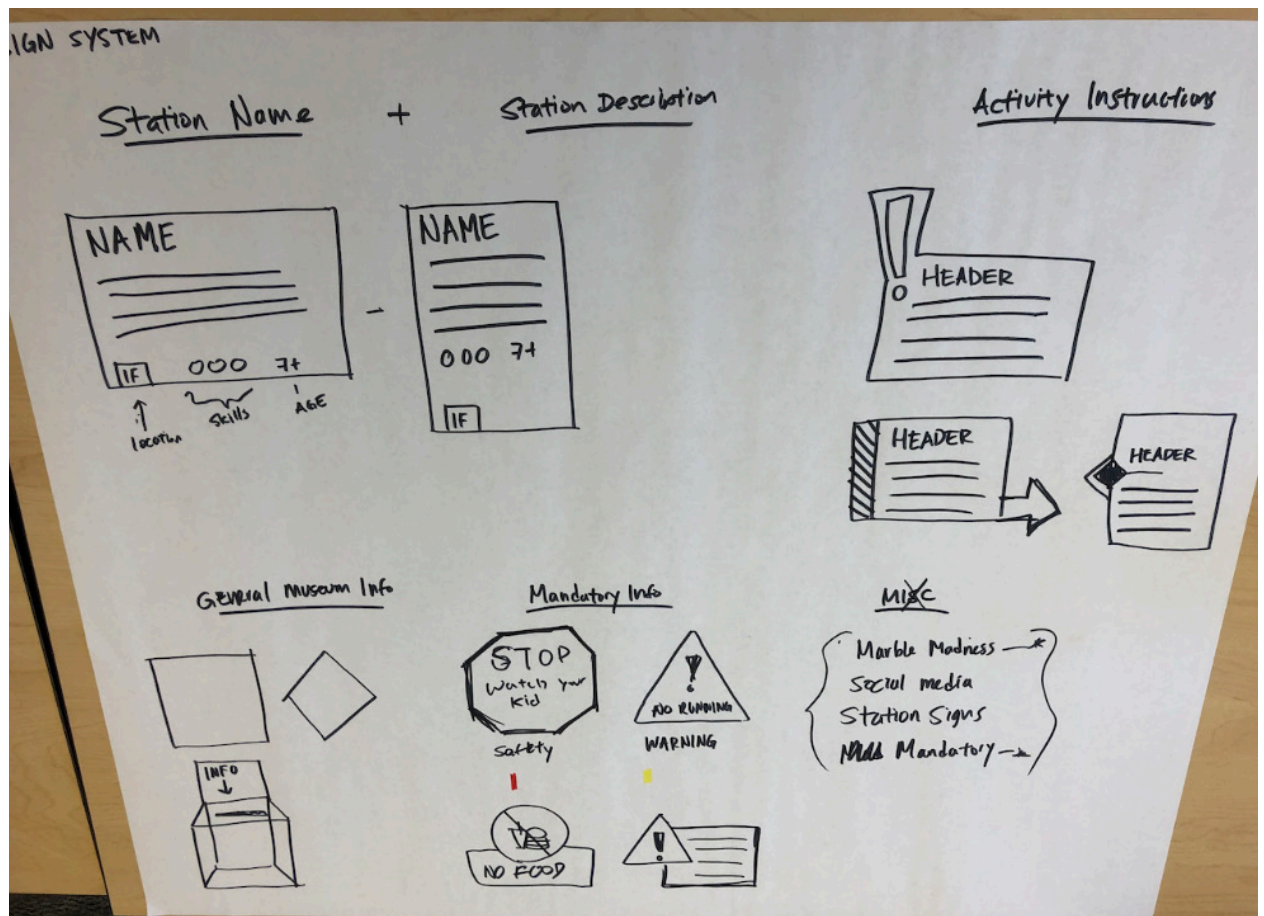 IGN SYSTEM
Station Name + Station Description
Activity Instructions
NAME
IF 000 7+
location
skills
AGE
NAME
000 7+
IF
HEADER
HEADER
HEADER
General Museum Info
INFO
Mandatory Info
STOP
Watch your
kid
Safety
NO RUNNING
WARNING
NO FOOD
MISC
Marble Madness
Social media
Station Signs
Mandatory